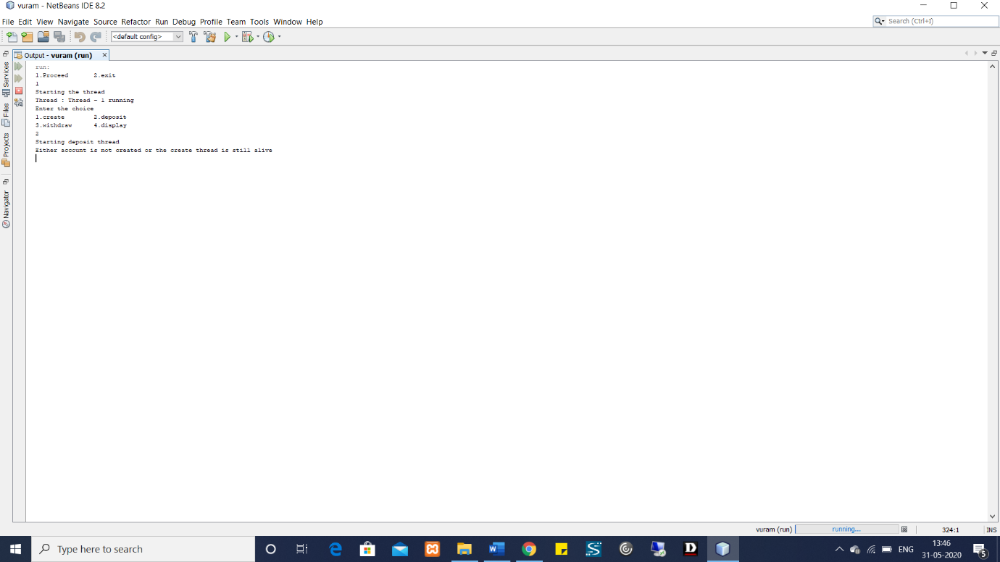 vuram - NetBeans IDE 8.2
File Edit View Navigate Source Refactor Run Debug Profile Team Tools Window Help
Search (Ctrl+I)
<default config>
Output - vuram (run)
Services
Files
Projects
Navigator
run:
1.Proceed 2.exit
1
Starting the thread
Thread : Thread - 1 running
Enter the choice
1.create 2.deposit
3.withdraw 4.display
2
Starting deposit thread
Either account is not created or the create thread is still alive
vuram (run) running... 324:1 INS
Type here to search
ENG
13:46
31-05-2020
5